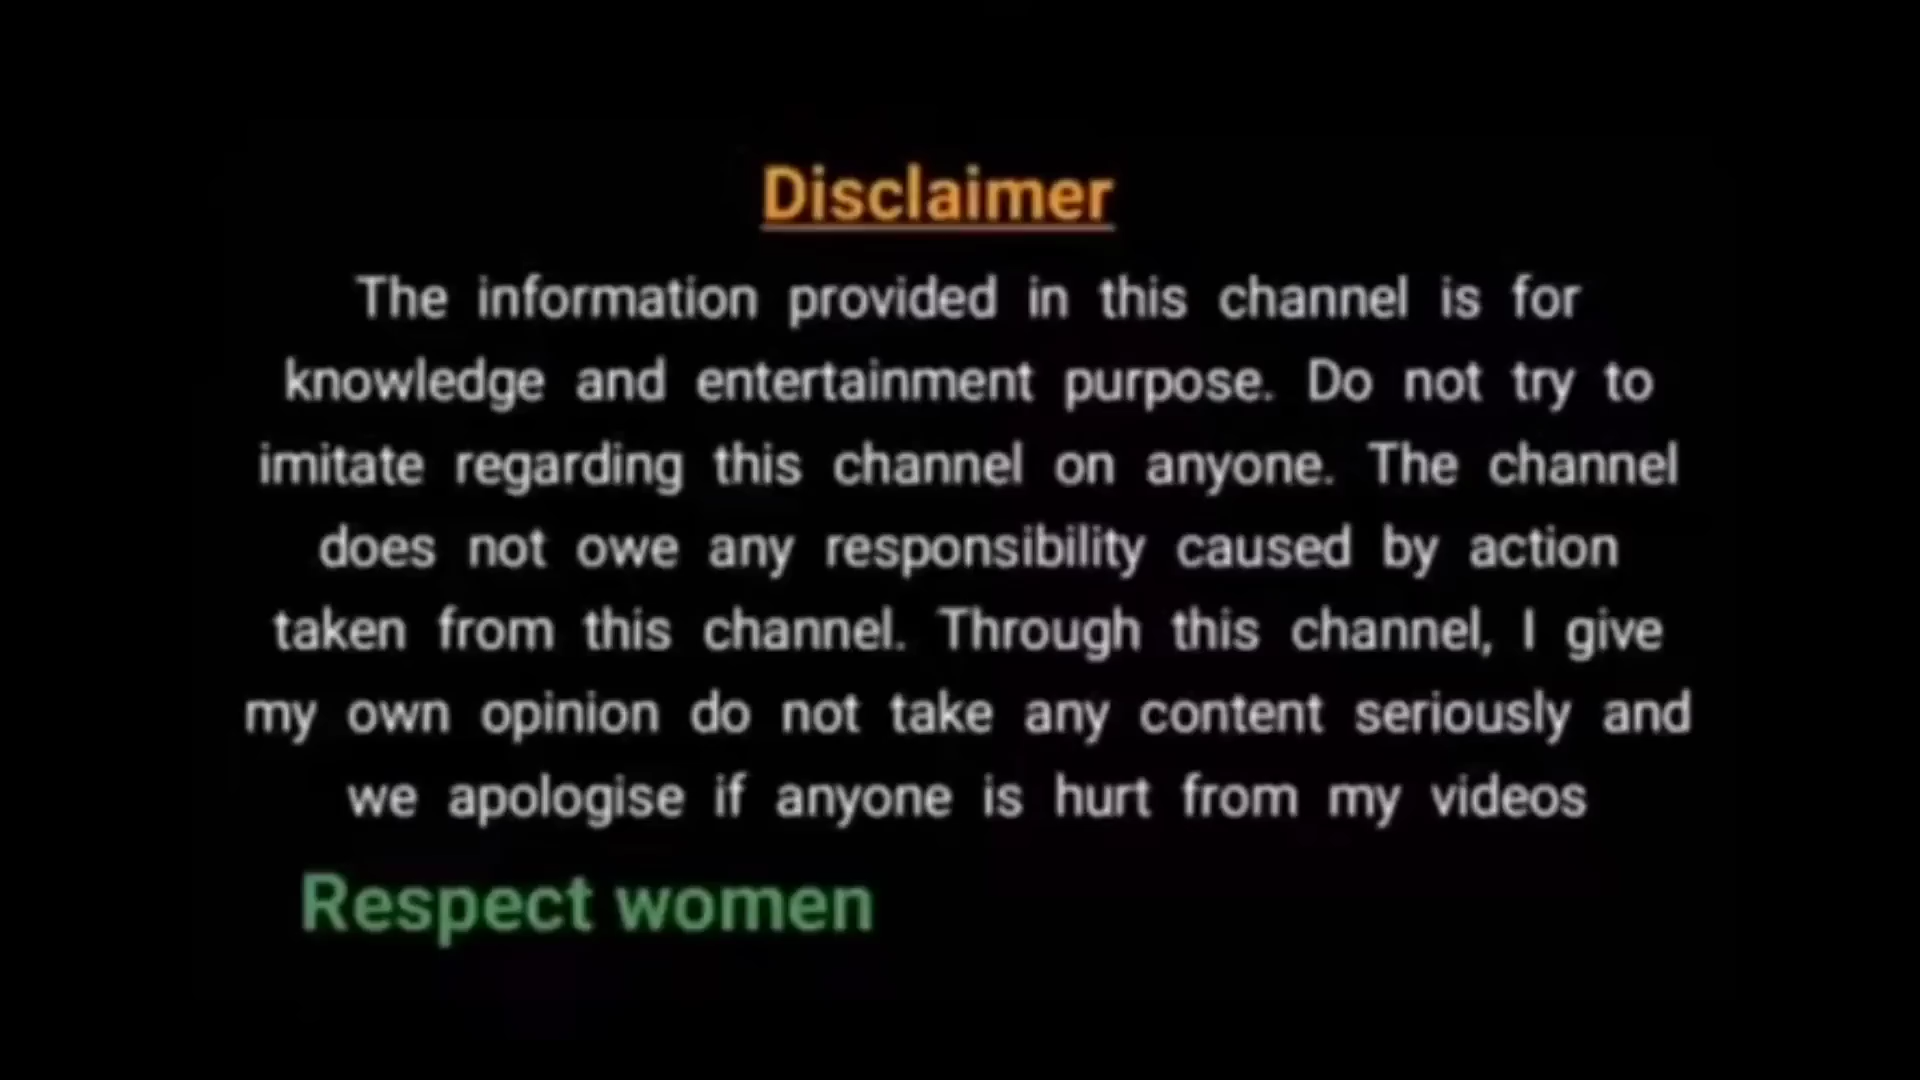 Disclaimer
The information provided in this channel is for
knowledge and entertainment purpose. Do not try to
imitate regarding this channel on anyone. The channel
does not owe any responsibility caused by action
taken from this channel. Through this channel, I give
my own opinion do not take any content seriously and
we apologise if anyone is hurt from my videos
Respect women